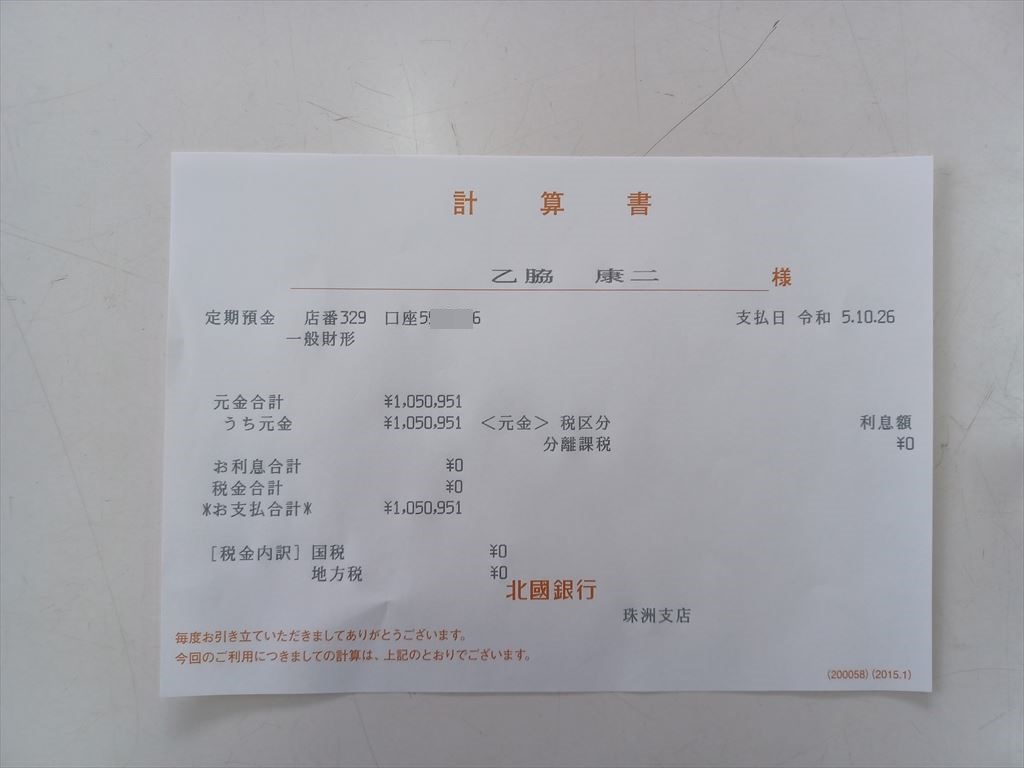 計算書
乙脇 康二 様
定期預金 店番329 口座5 6 支払日 令和 5.10.26
一般財形
元金合計 ¥1,050,951
うち元金 ¥1,050,951 <元金> 税区分 利息額
分離課税 ¥0
お利息合計 ¥0
税金合計 ¥0
*お支払合計* ¥1,050,951
[税金内訳] 国税 ¥0
地方税 ¥0
北國銀行
珠洲支店
毎度お引き立ていただきましてありがとうございます。
今回のご利用につきましての計算は、上記のとおりでございます。
(200058)(2015.1)